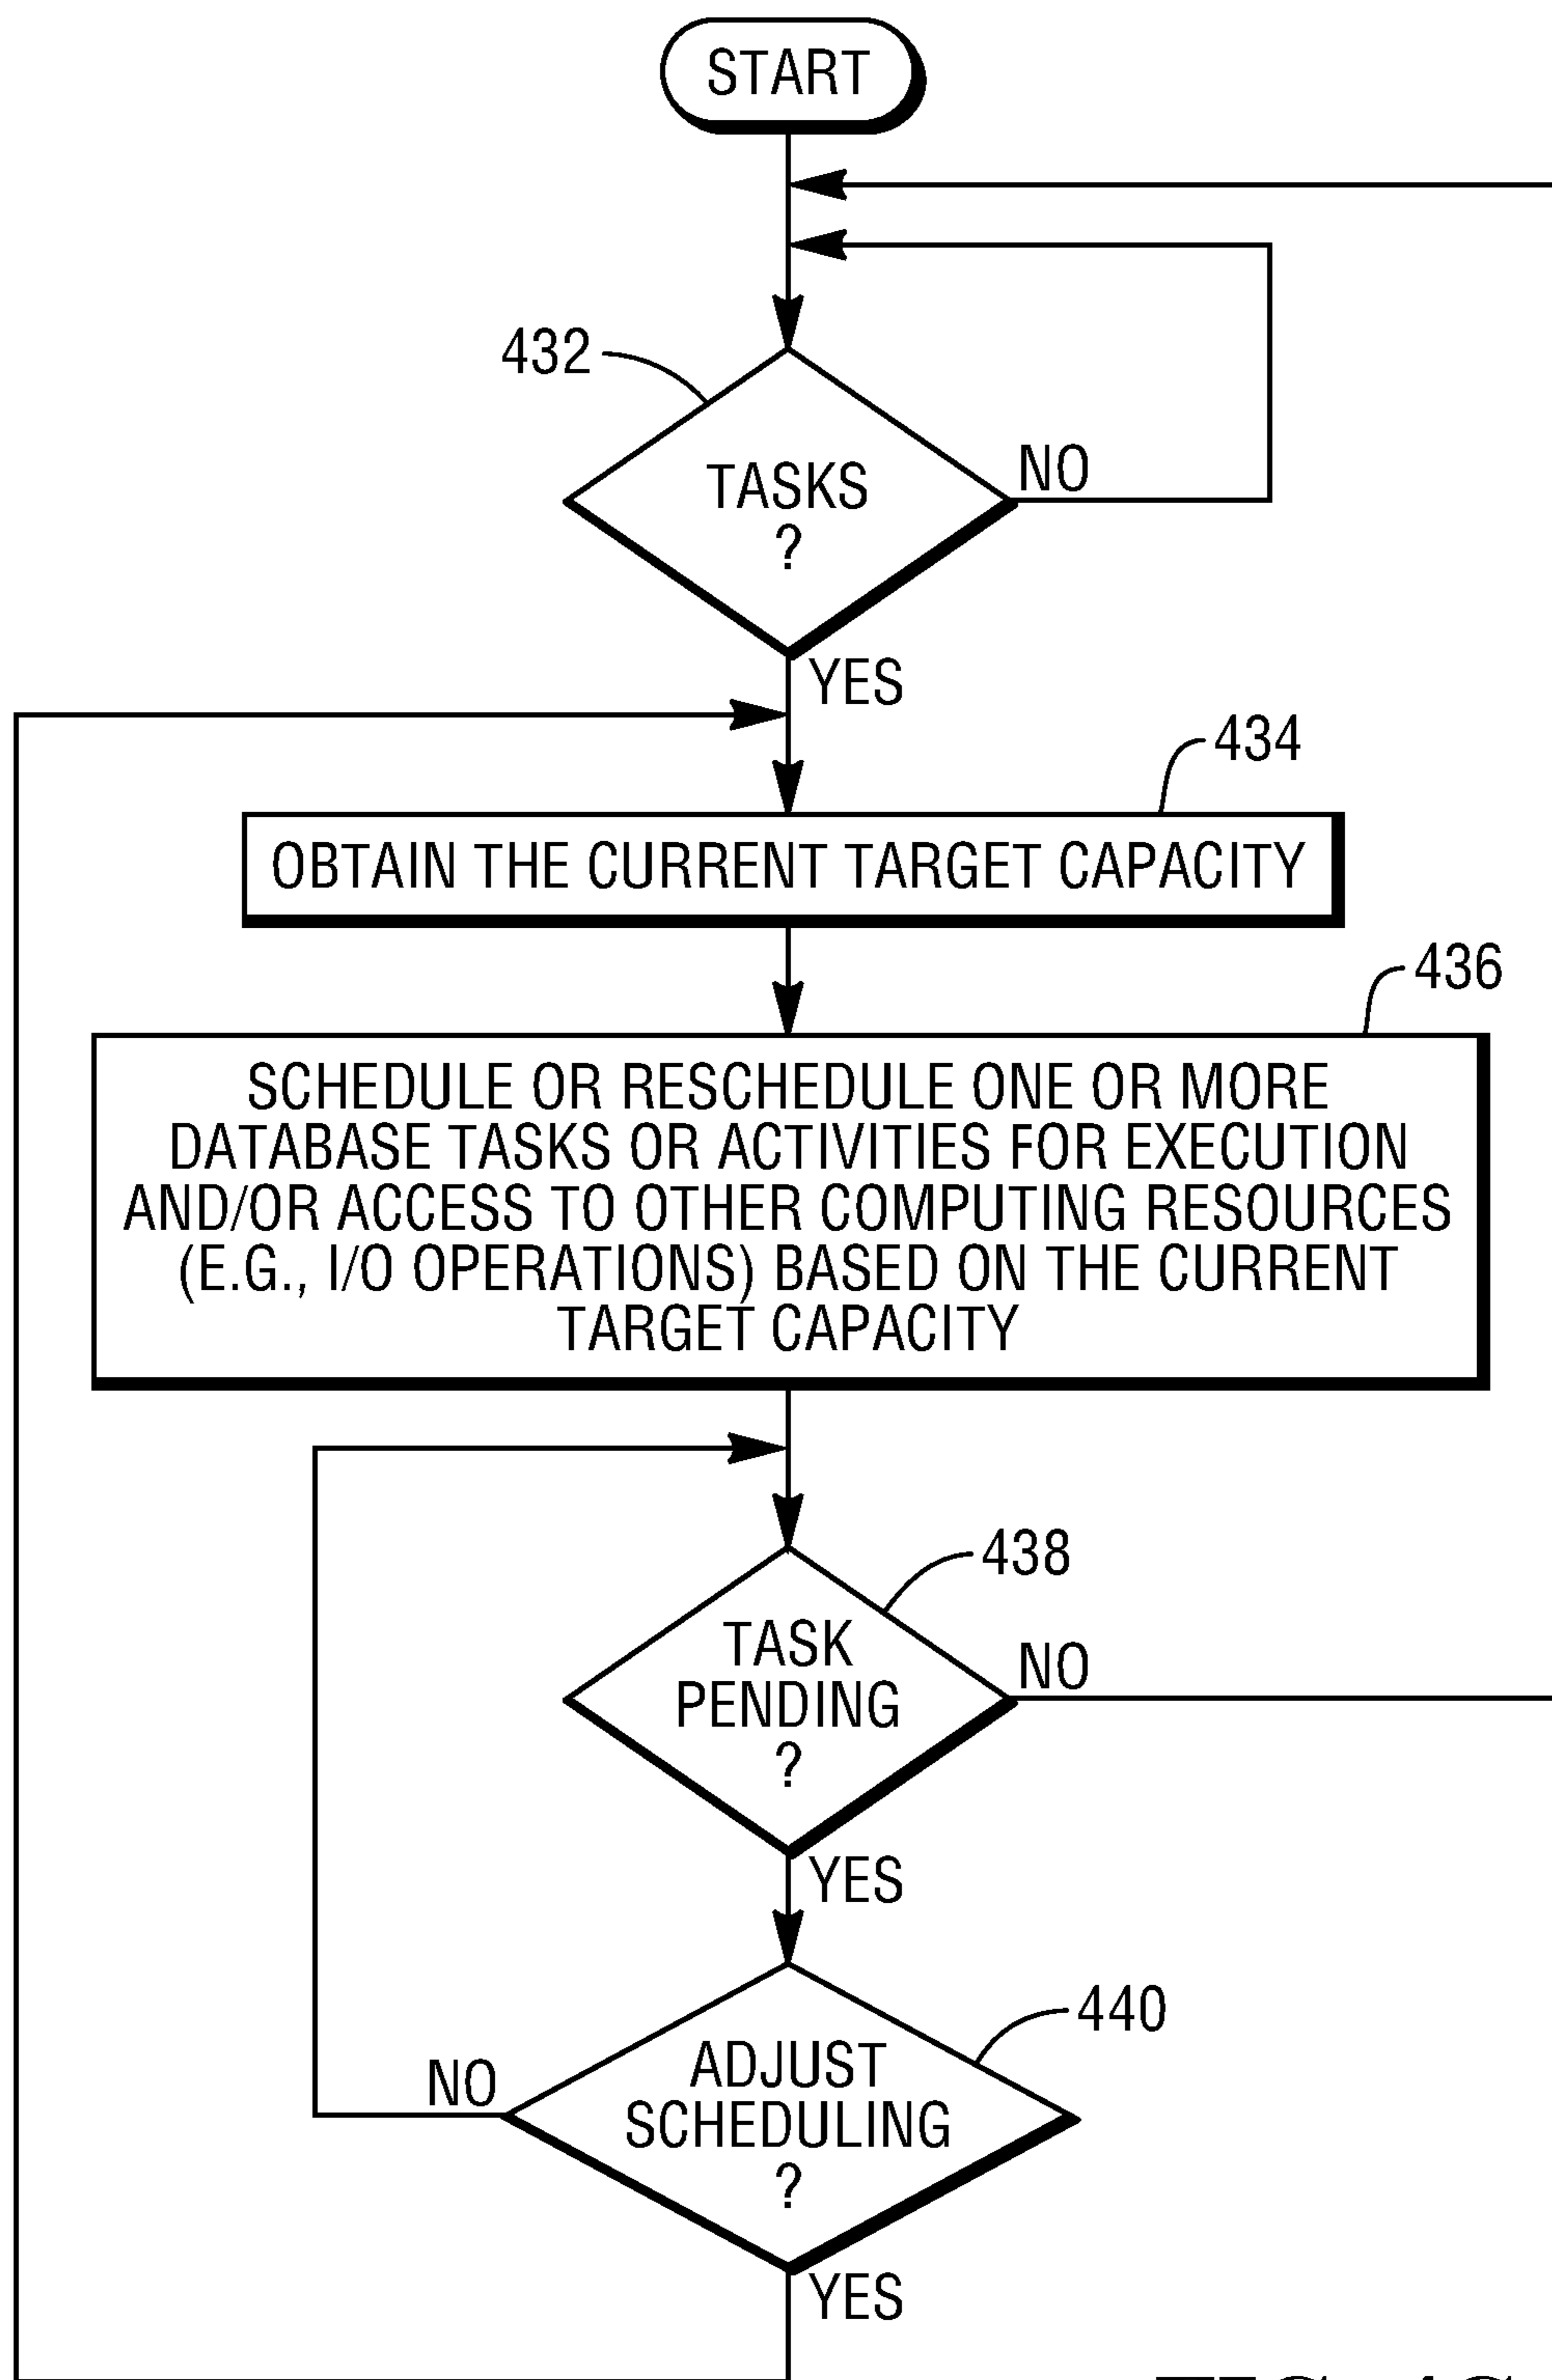 START
432
TASKS
?
NO
YES
434
OBTAIN THE CURRENT TARGET CAPACITY
436
SCHEDULE OR RESCHEDULE ONE OR MORE
DATABASE TASKS OR ACTIVITIES FOR EXECUTION
AND/OR ACCESS TO OTHER COMPUTING RESOURCES
(E.G., I/O OPERATIONS) BASED ON THE CURRENT
TARGET CAPACITY
438
TASK
PENDING
?
NO
YES
440
ADJUST
SCHEDULING
?
NO
YES